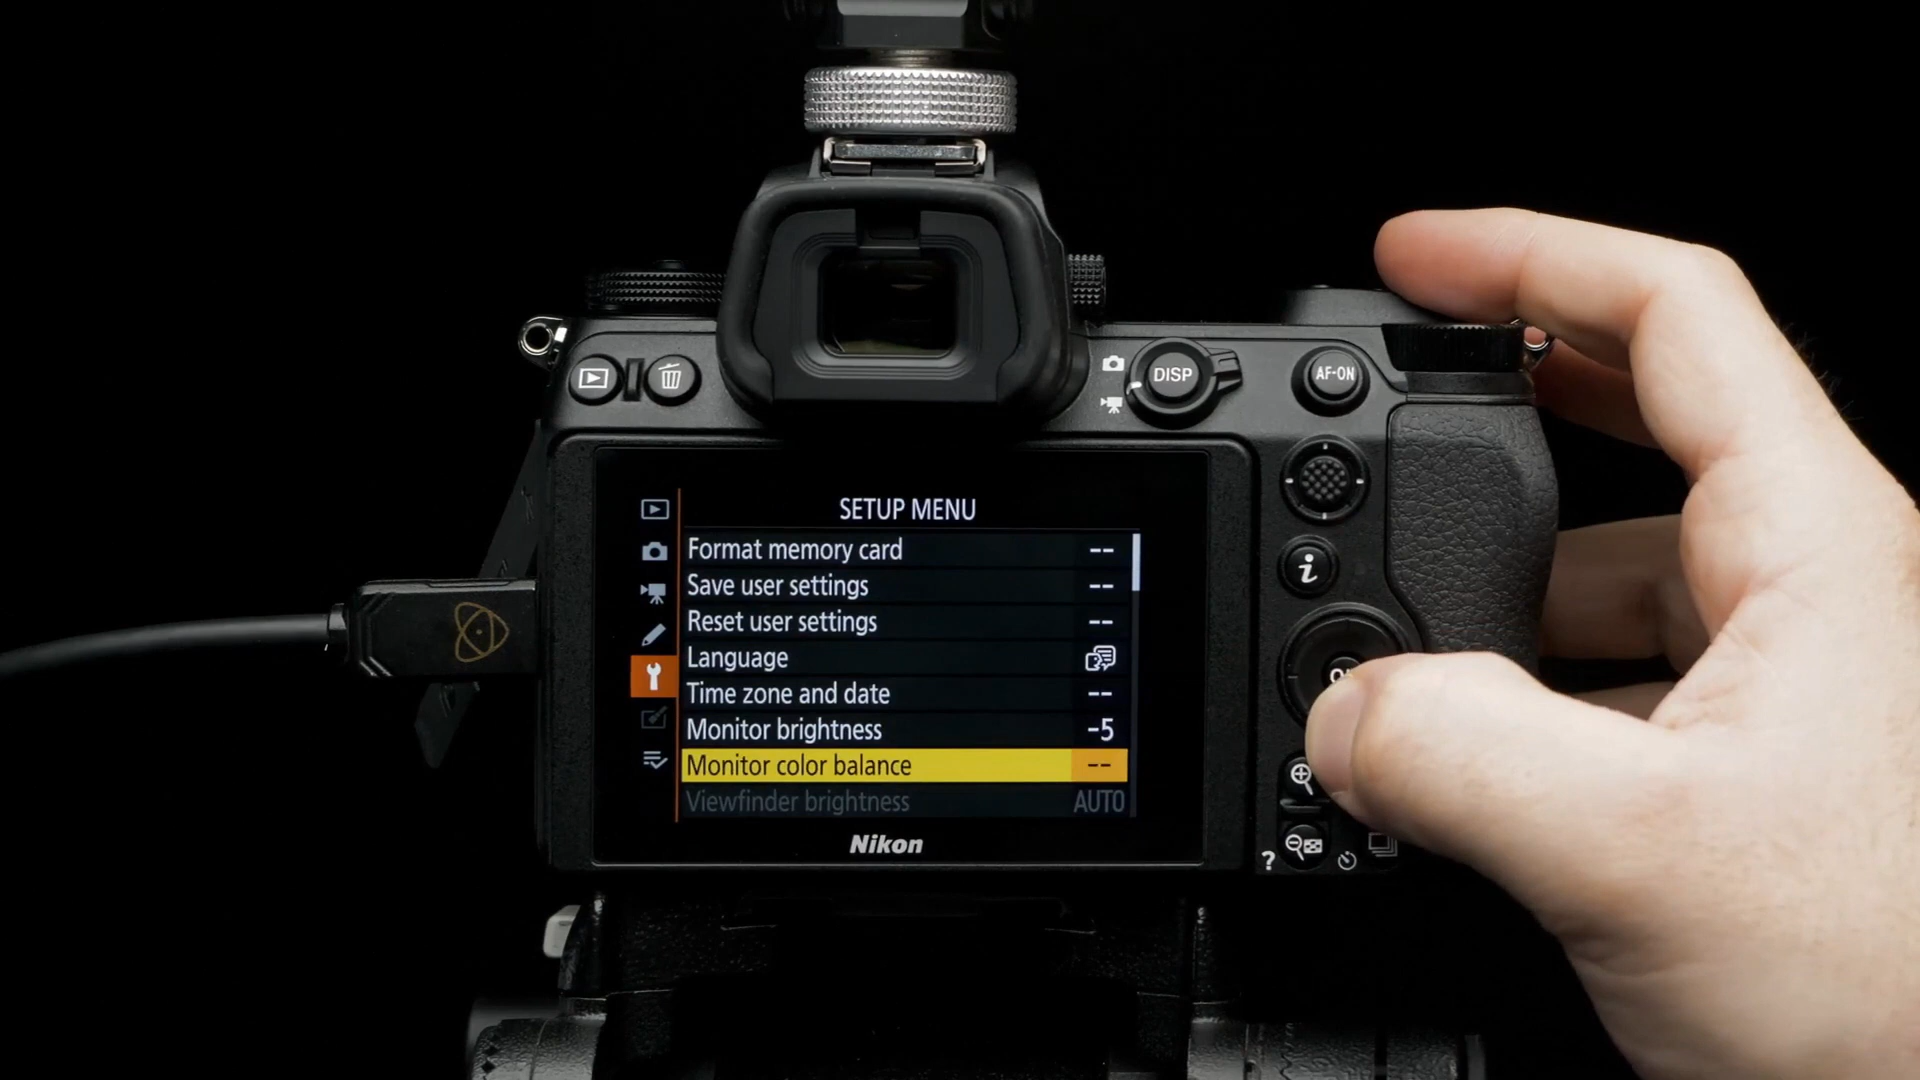 DISP
AF-ON
SETUP MENU
Format memory card --
Save user settings --
Reset user settings --
Language
Time zone and date --
Monitor brightness -5
Monitor color balance --
Viewfinder brightness AUTO
Nikon
i
?